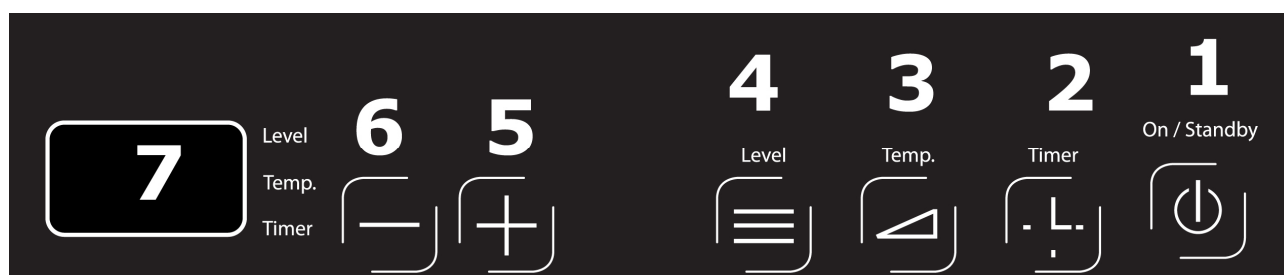 1
4
3
2
6
5
7
On / Standby
Level
Level
Temp.
Timer
Temp.
Timer